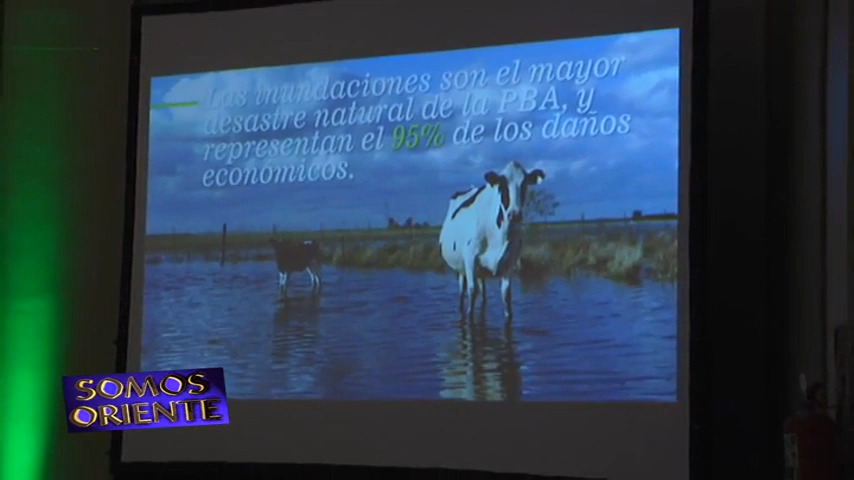 Las inundaciones son el mayor
desastre natural de la PBA, y
representan el 95% de los daños
económicos.
SOMOS
ORIENTE